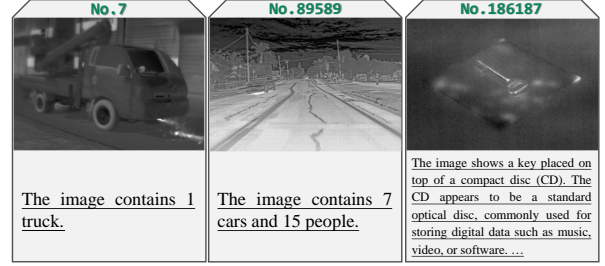 No.7
The image contains 1
truck.
No.89589
The image contains 7
cars and 15 people.
No.186187
The image shows a key placed on
top of a compact disc (CD). The
CD appears to be a standard
optical disc, commonly used for
storing digital data such as music,
video, or software. …